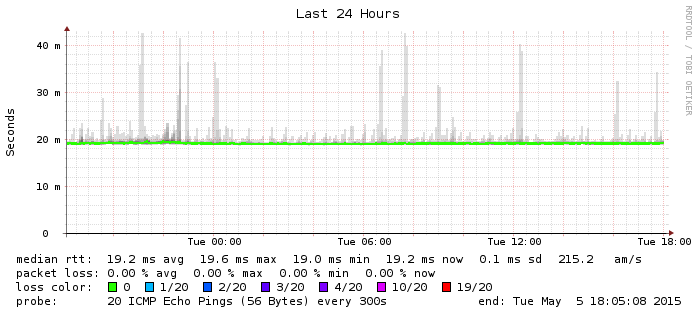 Last 24 Hours
RRDTOOL / TOBI OETIKER
Seconds
40 m
30 m
20 m
10 m
0
Tue 00:00 Tue 06:00 Tue 12:00 Tue 18:00
median rtt: 19.2 ms avg 19.6 ms max 19.0 ms min 19.2 ms now 0.1 ms sd 215.2 am/s
packet loss: 0.00 % avg 0.00 % max 0.00 % min 0.00 % now
loss color: 0 1/20 2/20 3/20 4/20 10/20 19/20
probe: 20 ICMP Echo Pings (56 Bytes) every 300s end: Tue May 5 18:05:08 2015